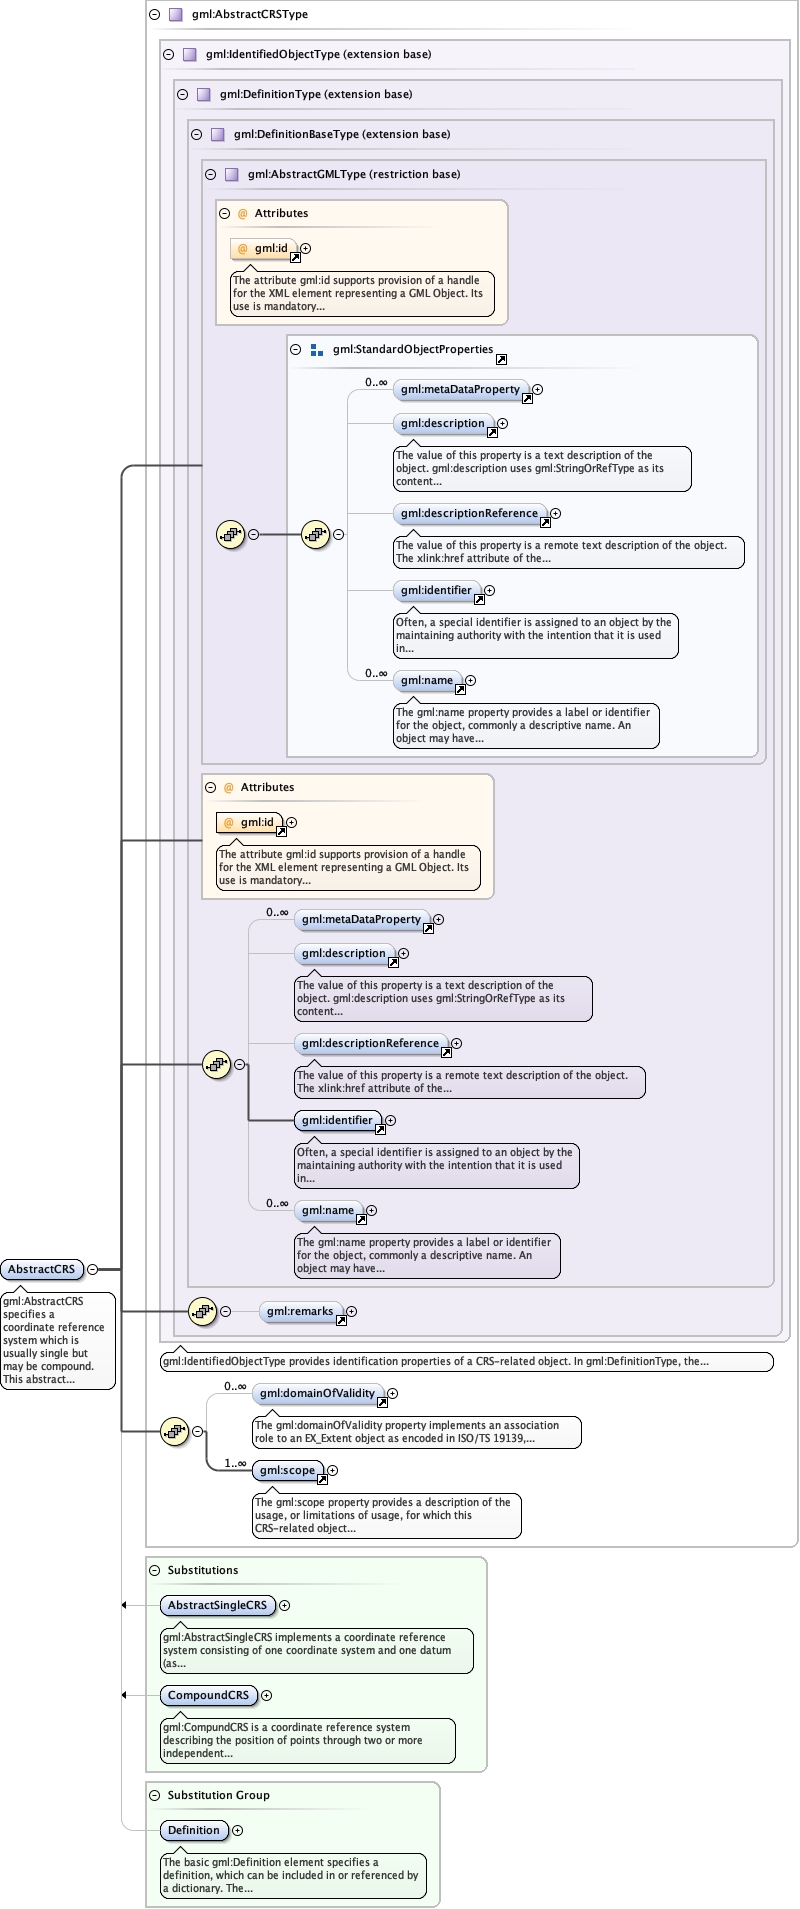 gml:AbstractCRSType
gml:IdentifiedObjectType (extension base)
gml:DefinitionType (extension base)
gml:DefinitionBaseType (extension base)
gml:AbstractGMLType (restriction base)
@ Attributes
@ gml:id
The attribute gml:id supports provision of a handle
for the XML element representing a GML Object. Its
use is mandatory...
gml:StandardObjectProperties
0..∞
gml:metaDataProperty
gml:description
The value of this property is a text description of the
object. gml:description uses gml:StringOrRefType as its
content...
gml:descriptionReference
The value of this property is a remote text description of the object.
The xlink:href attribute of the...
gml:identifier
Often, a special identifier is assigned to an object by the
maintaining authority with the intention that it is used
in...
0..∞
gml:name
The gml:name property provides a label or identifier
for the object, commonly a descriptive name. An
object may have...
@ Attributes
@ gml:id
The attribute gml:id supports provision of a handle
for the XML element representing a GML Object. Its
use is mandatory...
0..∞
gml:metaDataProperty
gml:description
The value of this property is a text description of the
object. gml:description uses gml:StringOrRefType as its
content...
gml:descriptionReference
The value of this property is a remote text description of the object.
The xlink:href attribute of the...
gml:identifier
Often, a special identifier is assigned to an object by the
maintaining authority with the intention that it is used
in...
0..∞
gml:name
The gml:name property provides a label or identifier
for the object, commonly a descriptive name. An
object may have...
AbstractCRS
gml:AbstractCRS
specifies a
coordinate reference
system which is
usually single but
may be compound.
This abstract...
gml:remarks
gml:IdentifiedObjectType provides identification properties of a CRS-related object. In gml:DefinitionType, the...
0..∞
gml:domainOfValidity
The gml:domainOfValidity property implements an association
role to an EX_Extent object as encoded in ISO/TS 19139,...
1..∞
gml:scope
The gml:scope property provides a description of the
usage, or limitations of usage, for which this
CRS-related object...
Substitutions
AbstractSingleCRS
gml:AbstractSingleCRS implements a coordinate reference
system consisting of one coordinate system and one datum
(as...
CompoundCRS
gml:CompundCRS is a coordinate reference system
describing the position of points through two or more
independent...
Substitution Group
Definition
The basic gml:Definition element specifies a
definition, which can be included in or referenced by
a dictionary. The...